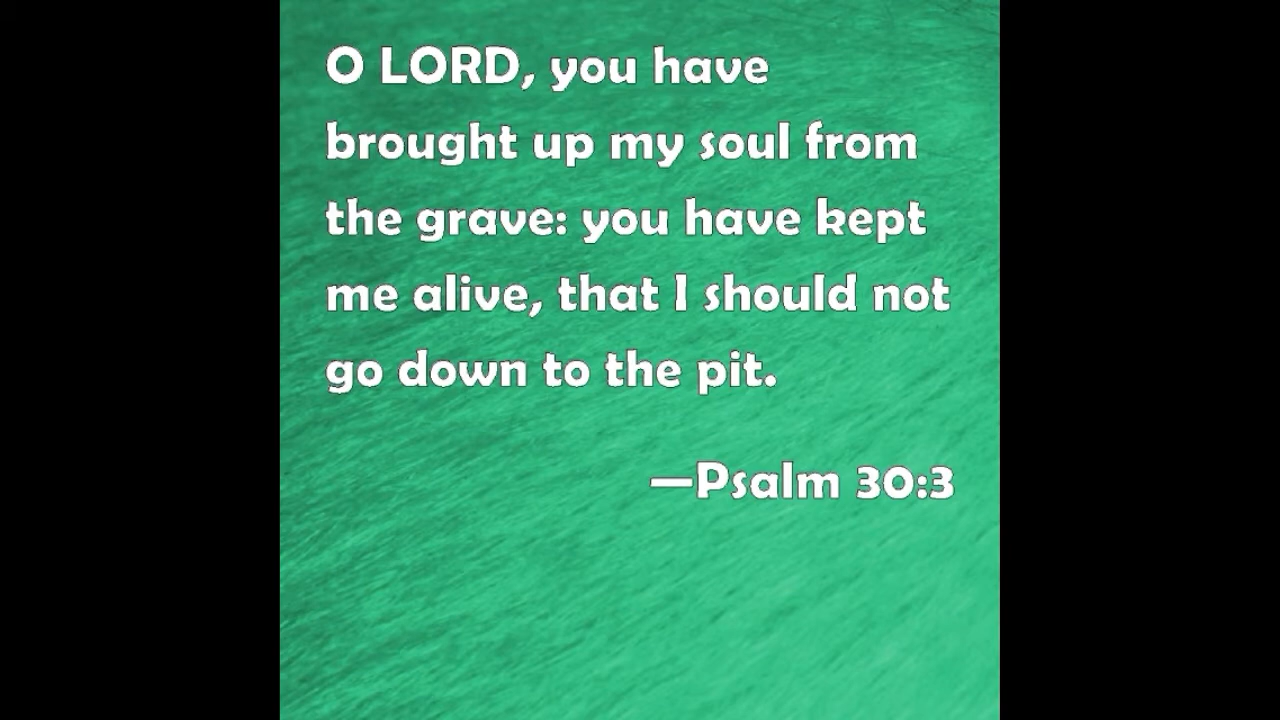 O LORD, you have
brought up my soul from
the grave: you have kept
me alive, that I should not
go down to the pit.
—Psalm 30:3